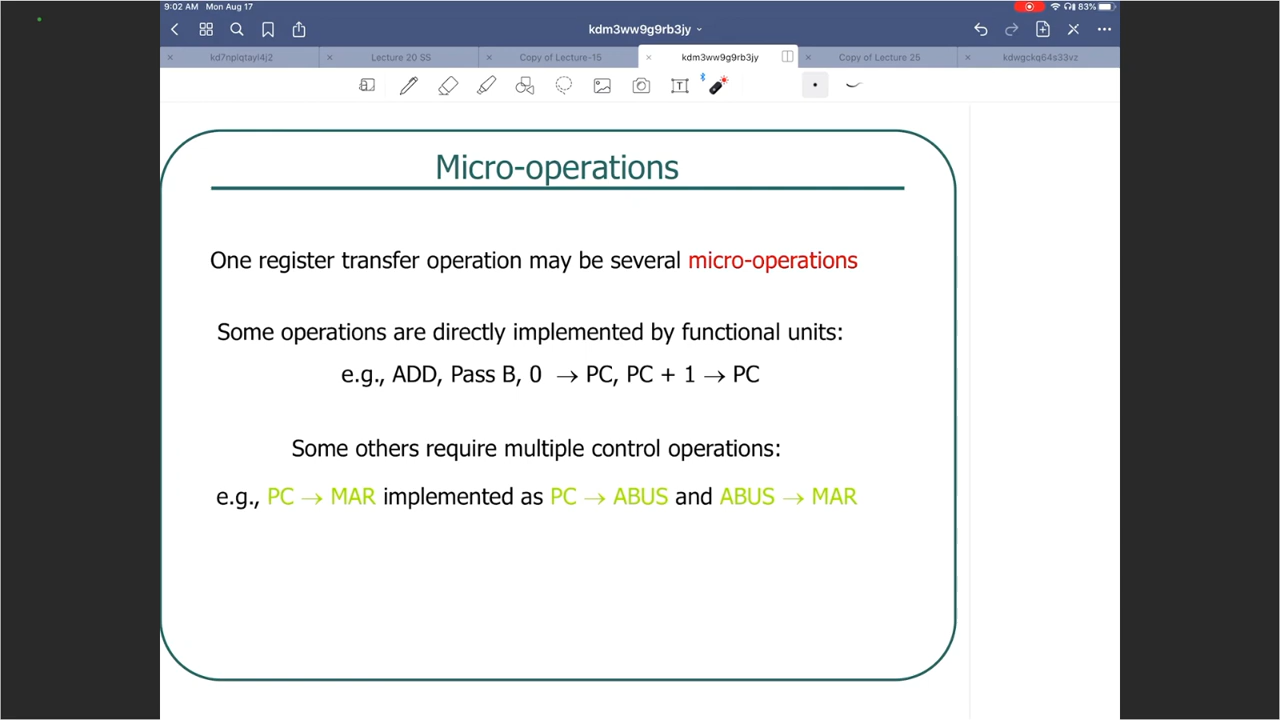 9:02 AM Mon Aug 17
83%
kdm3ww9g9rb3jy
kd7nplqtayl4j2
Lecture 20 SS
Copy of Lecture-15
kdm3ww9g9rb3jy
Copy of Lecture 25
kdwgckq64s33vz
T
Micro-operations
One register transfer operation may be several micro-operations
Some operations are directly implemented by functional units:
e.g., ADD, Pass B, 0 → PC, PC + 1 → PC
Some others require multiple control operations:
e.g., PC → MAR implemented as PC → ABUS and ABUS → MAR